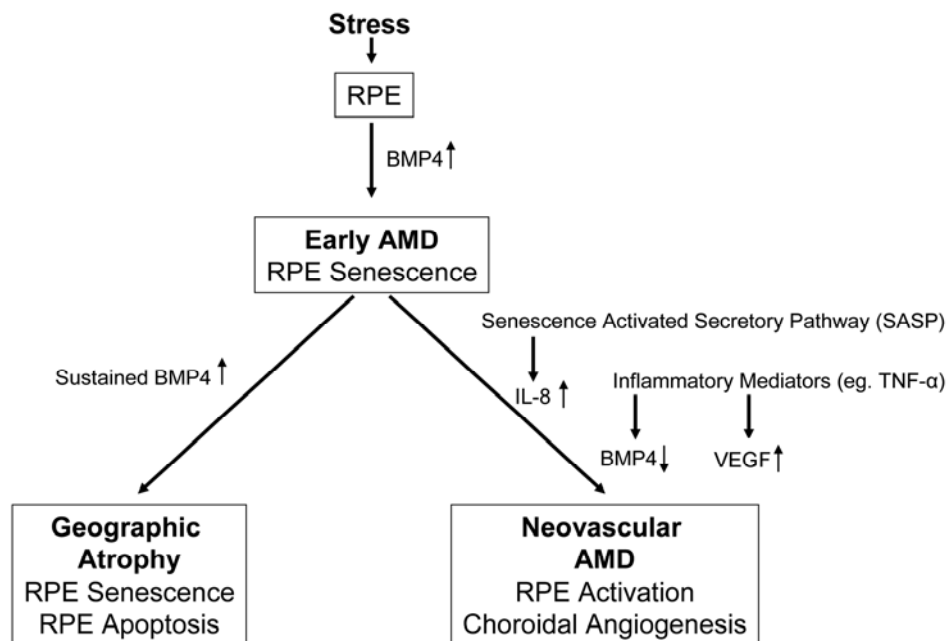 Stress
RPE
BMP4↑
Early AMD
RPE Senescence
Senescence Activated Secretory Pathway (SASP)
Sustained BMP4↑
IL-8↑
Inflammatory Mediators (eg. TNF-α)
BMP4↓
VEGF↑
Geographic
Atrophy
RPE Senescence
RPE Apoptosis
Neovascular
AMD
RPE Activation
Choroidal Angiogenesis